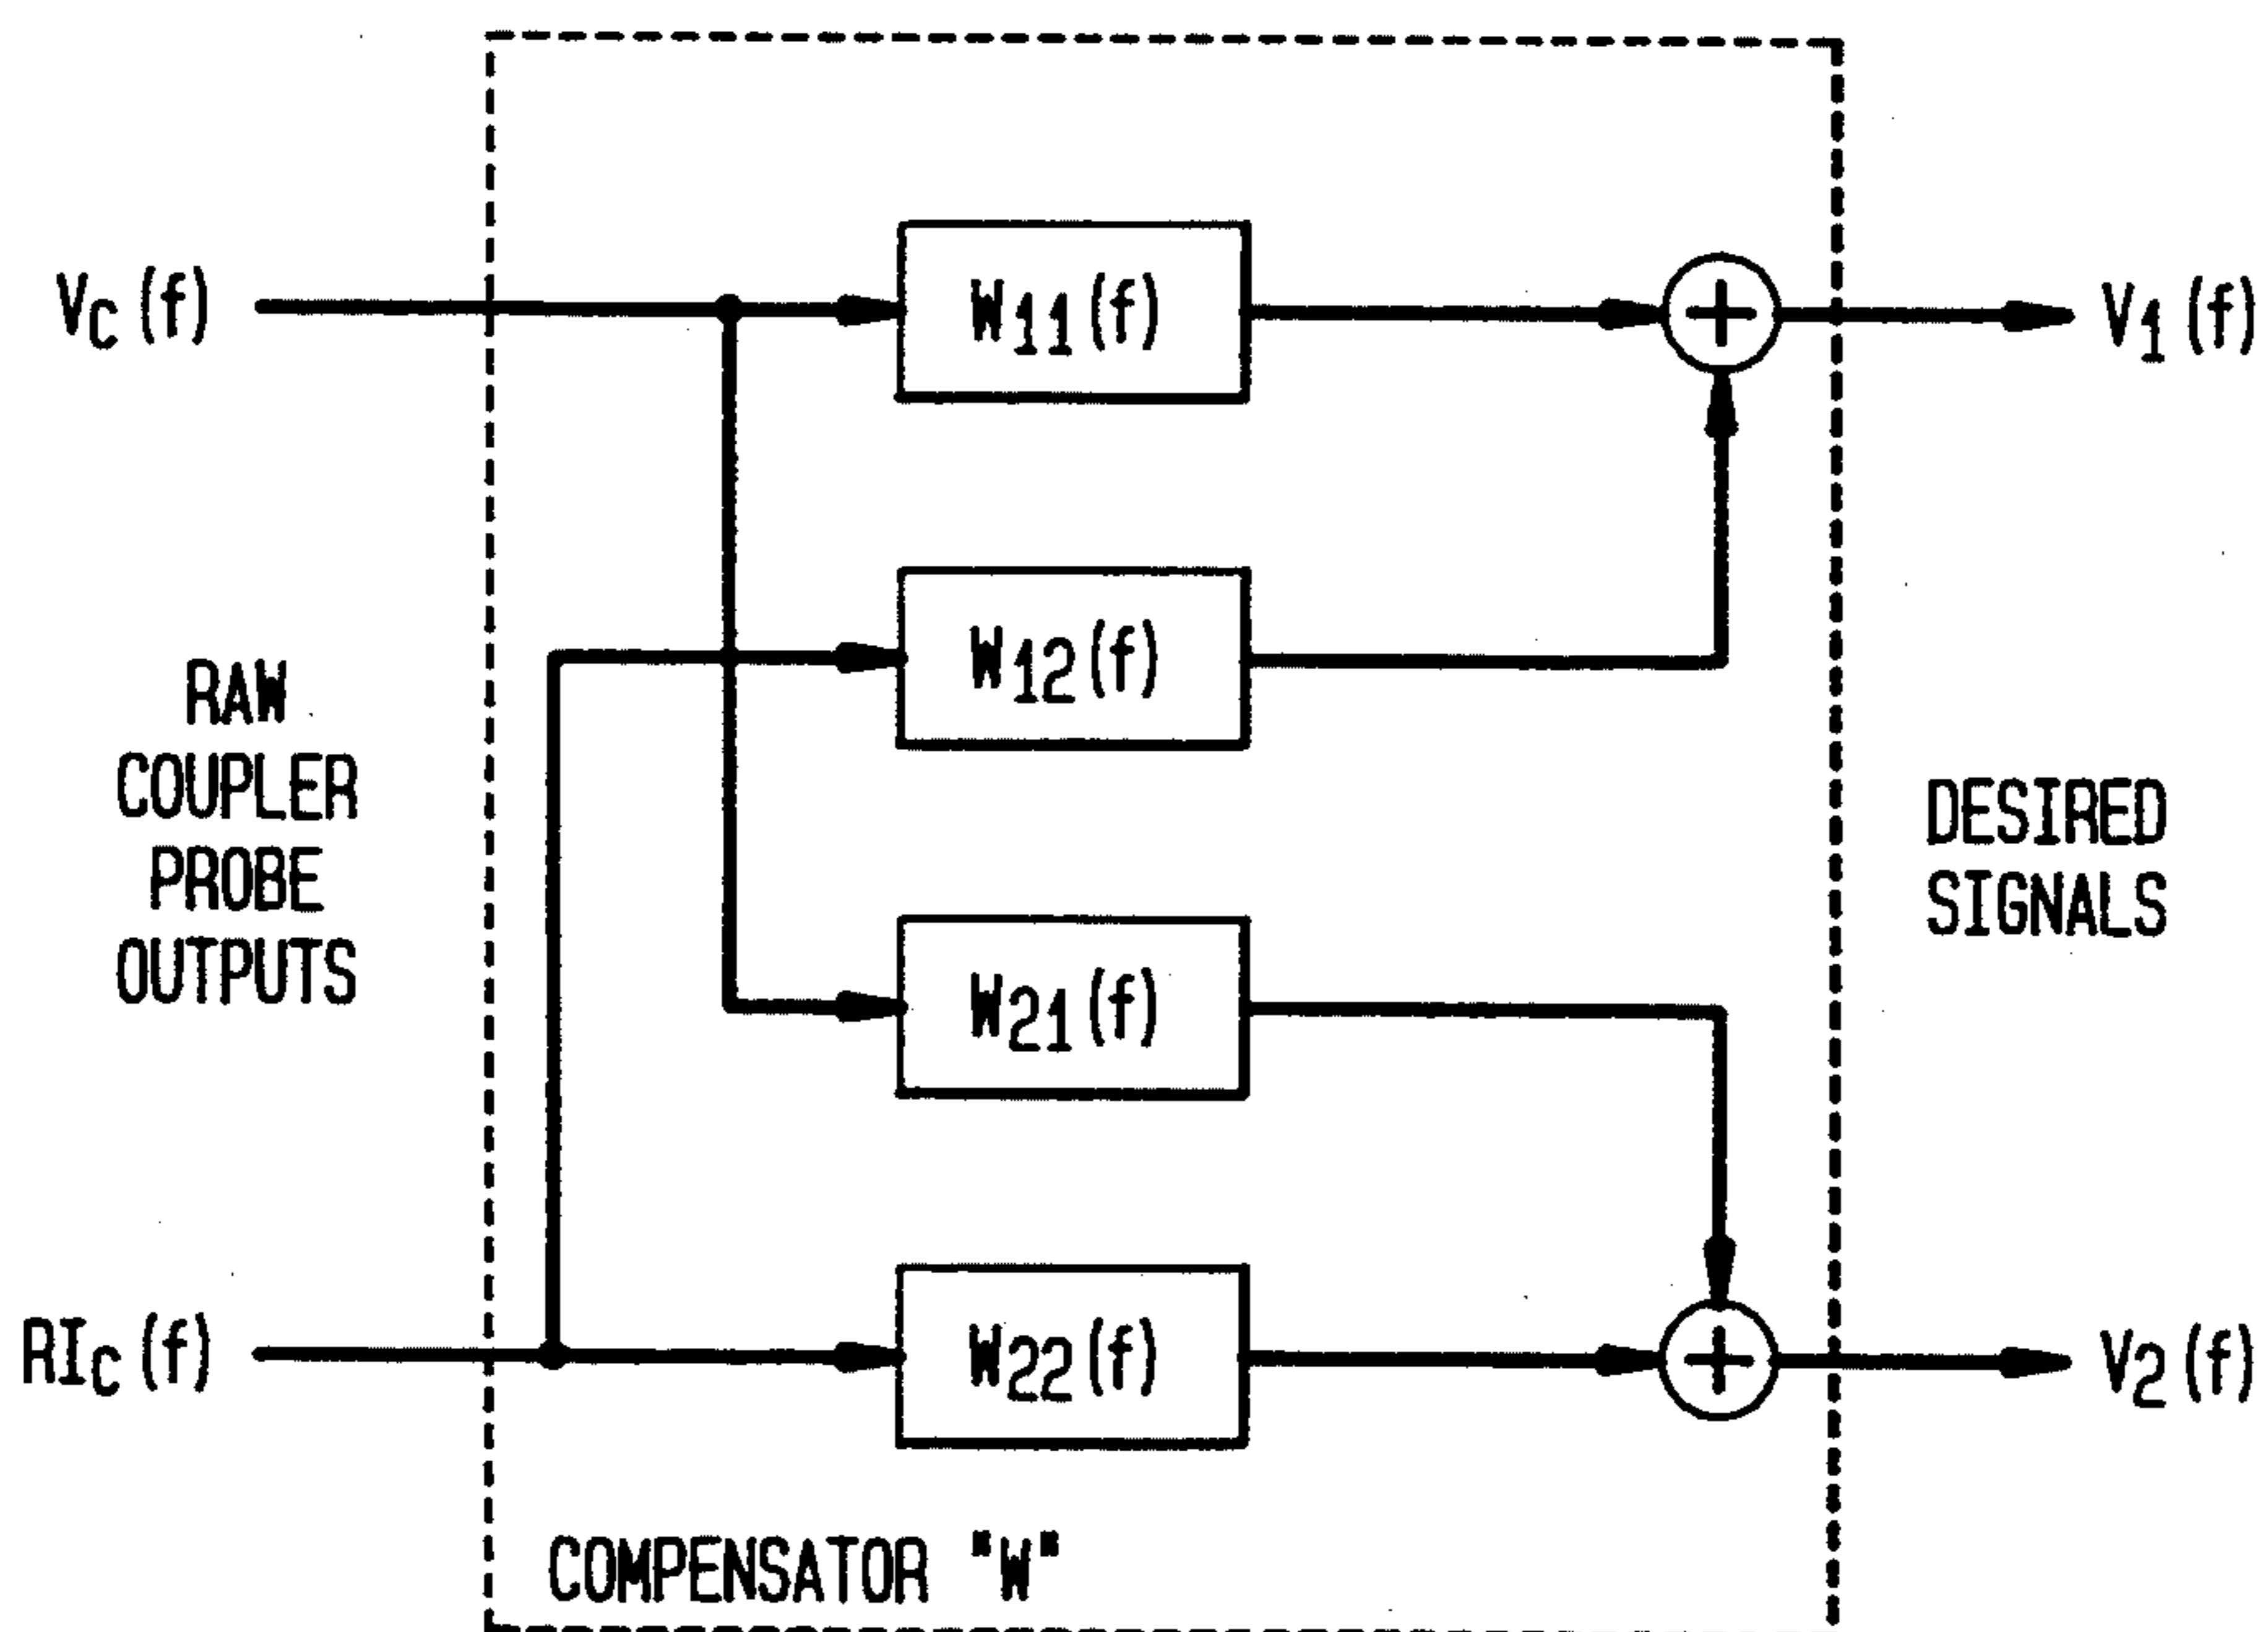 Vc (f)
W11(f)
+
V1 (f)
W12(f)
RAW
COUPLER
PROBE
OUTPUTS
DESIRED
SIGNALS
W21(f)
RIc (f)
W22(f)
+
V2 (f)
COMPENSATOR "W"